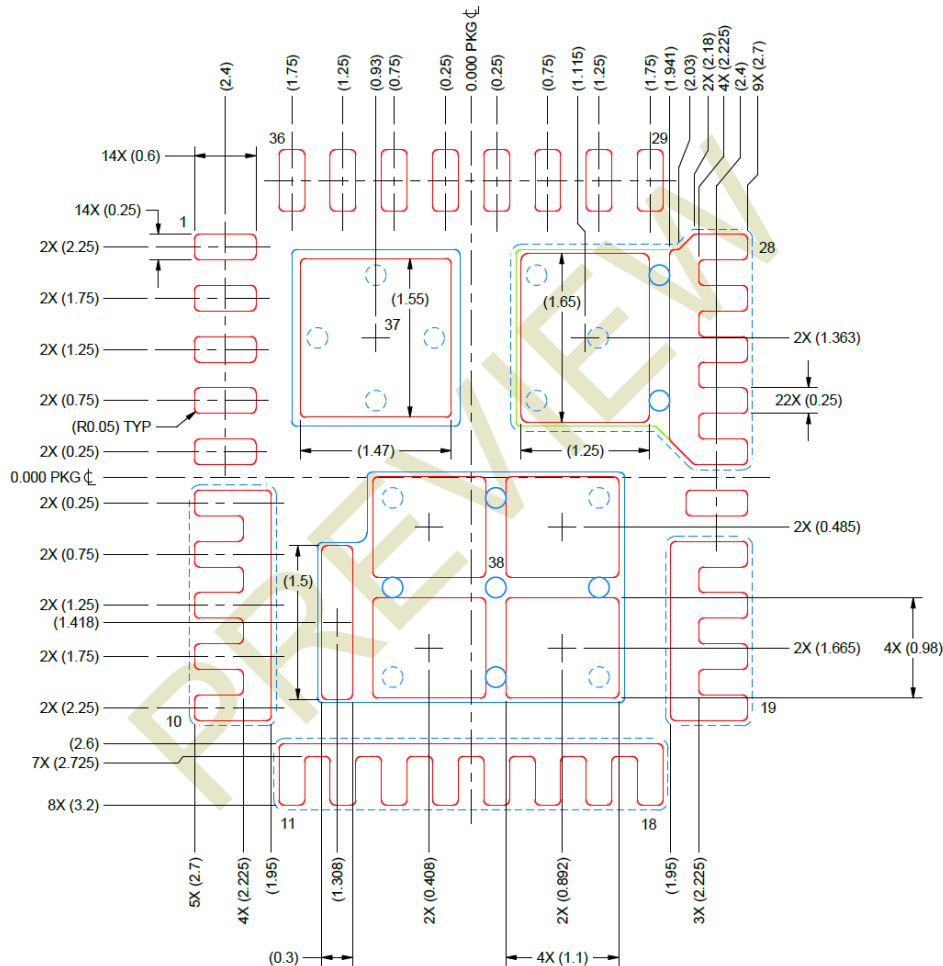 (2.4)
(1.75)
(1.25)
(0.93)
(0.75)
(0.25)
0.000 PKG ℄
(0.25)
(0.75)
(1.115)
(1.25)
(1.75)
(1.941)
(2.03)
2X (2.18)
4X (2.225)
(2.4)
9X (2.7)
36
29
14X (0.6)
14X (0.25)
1
28
2X (2.25)
2X (1.75)
(1.55)
(1.65)
37
2X (1.25)
2X (1.363)
2X (0.75)
22X (0.25)
(R0.05) TYP
2X (0.25)
(1.47)
(1.25)
0.000 PKG ℄
2X (0.25)
2X (0.485)
2X (0.75)
38
(1.5)
2X (1.25)
(1.418)
2X (1.75)
2X (1.665)
4X (0.98)
2X (2.25)
10
19
(2.6)
7X (2.725)
8X (3.2)
11
18
5X (2.7)
4X (2.225)
(1.95)
(1.308)
2X (0.408)
2X (0.892)
(1.95)
3X (2.225)
(0.3)
4X (1.1)
PREVIEW